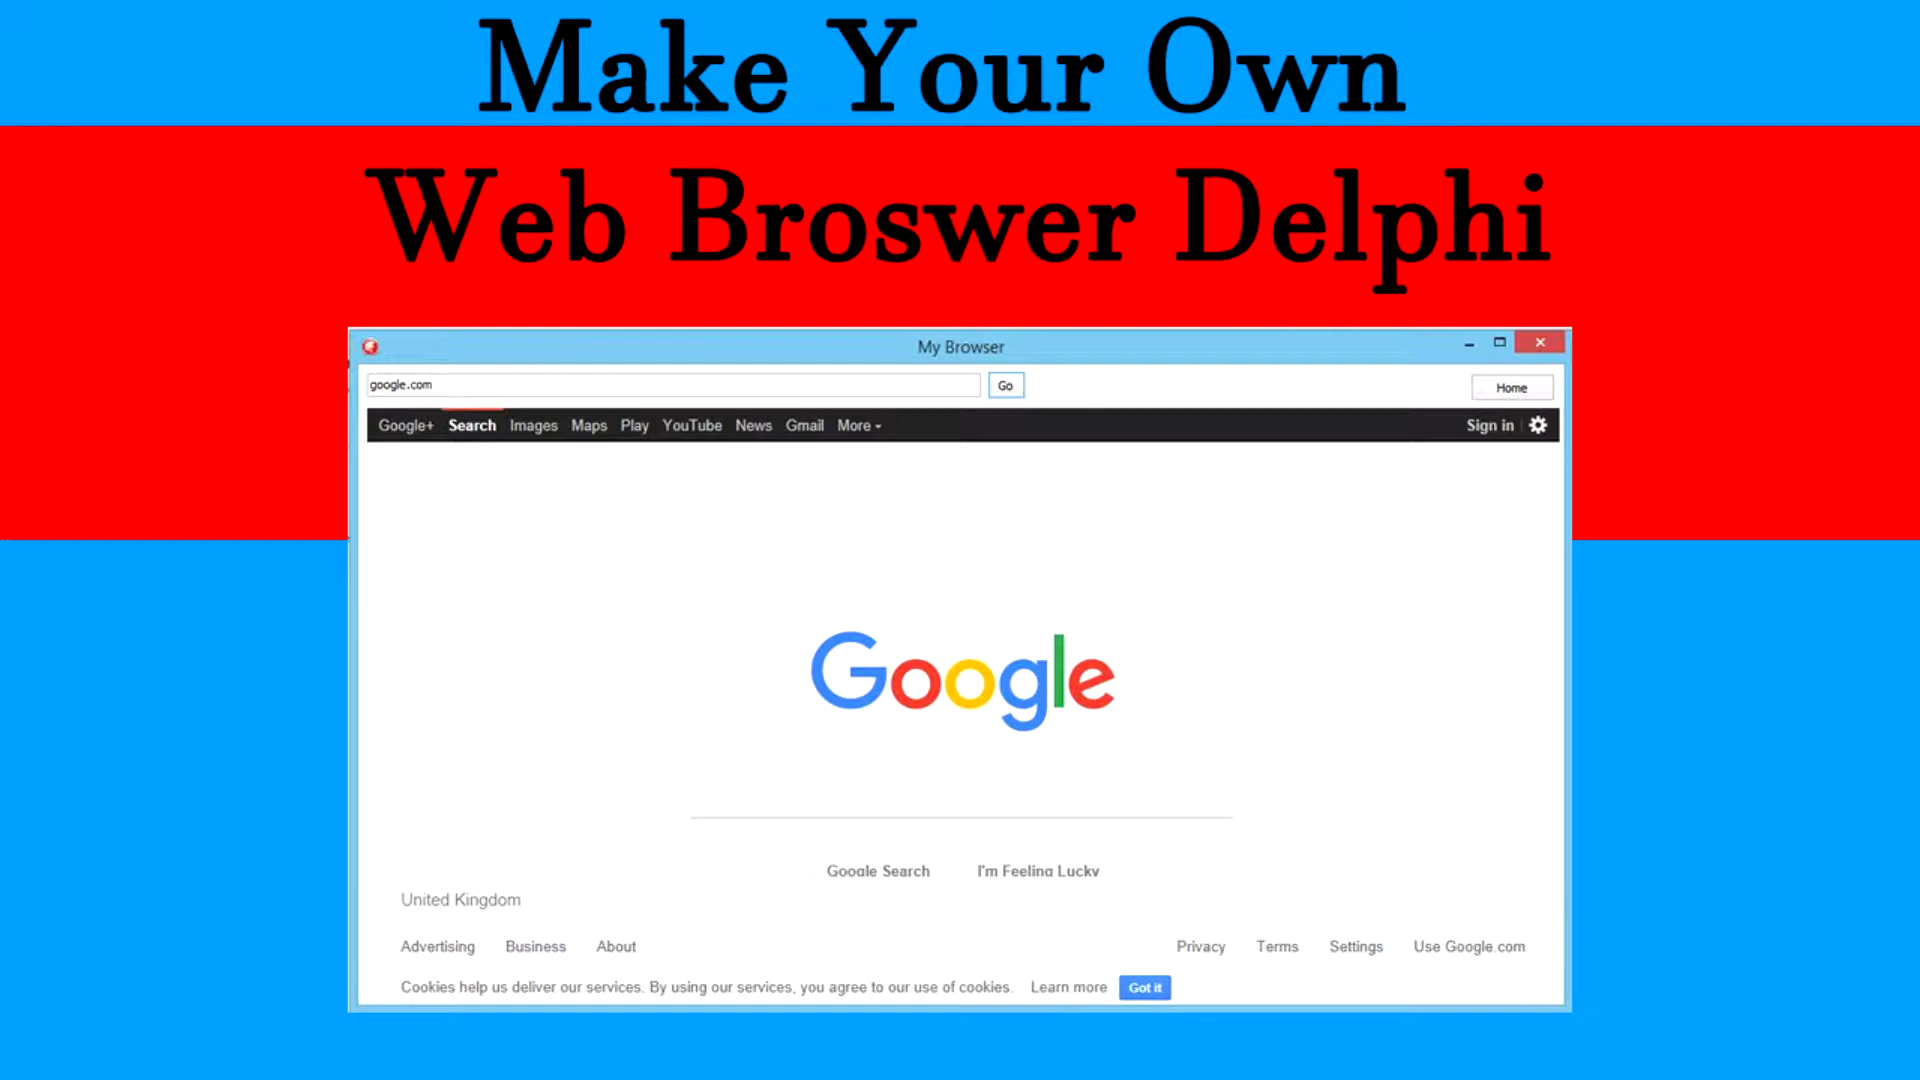 Make Your Own
Web Broswer Delphi
My Browser
google.com Go Home
Google+ Search Images Maps Play YouTube News Gmail More Sign in
Google
Google Search I'm Feeling Lucky
United Kingdom
Advertising Business About Privacy Terms Settings Use Google.com
Cookies help us deliver our services. By using our services, you agree to our use of cookies. Learn more Got it